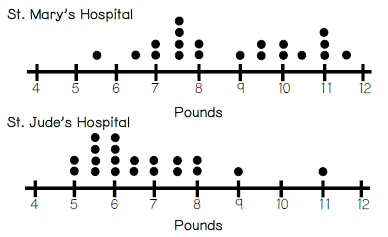 St. Mary's Hospital
4 5 6 7 8 9 10 11 12
Pounds
St. Jude's Hospital
4 5 6 7 8 9 10 11 12
Pounds